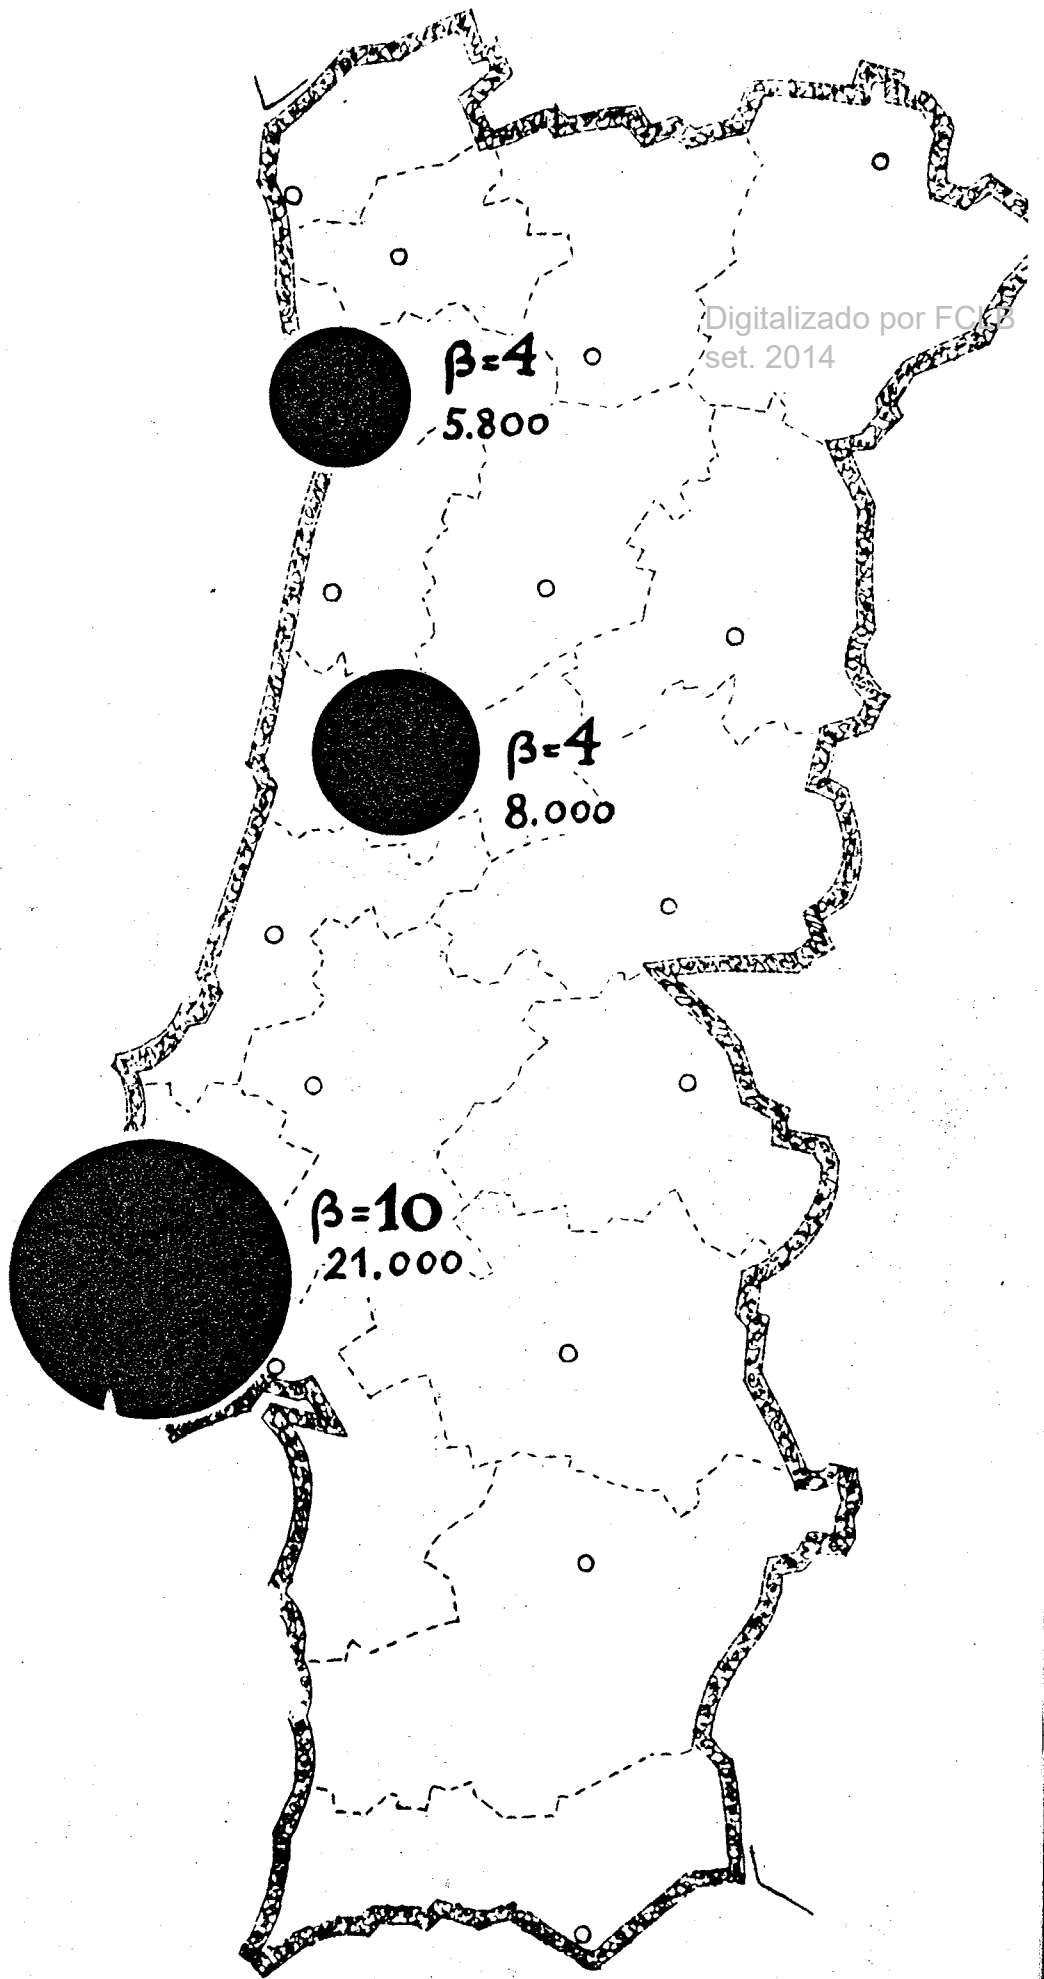 Digitalizado por FCLB
set. 2014
β=4
5.800
β=4
8.000
β=10
21.000